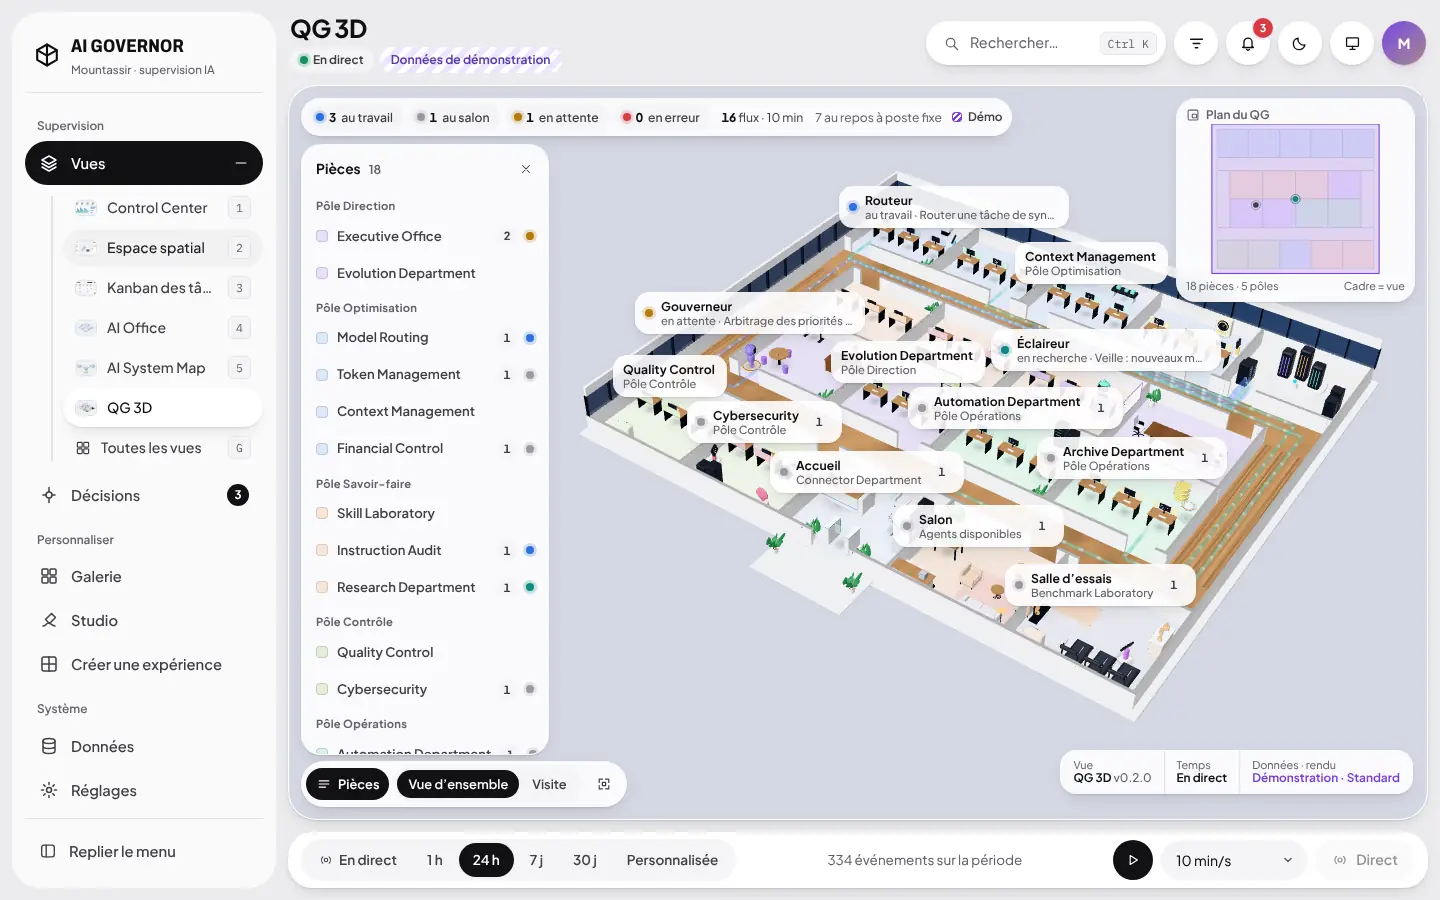 AI GOVERNOR
Mountassir · supervision IA
Supervision
Vues
Control Center
1
Espace spatial
2
Kanban des tâ...
3
AI Office
4
AI System Map
5
QG 3D
Toutes les vues
G
Décisions
3
Personnaliser
Galerie
Studio
Créer une expérience
Système
Données
Réglages
Replier le menu
QG 3D
En direct
Données de démonstration
Rechercher...
Ctrl K
3
M
3 au travail
1 au salon
1 en attente
0 en erreur
16 flux · 10 min
7 au repos à poste fixe
Démo
Pièces 18
Pôle Direction
Executive Office 2
Evolution Department
Pôle Optimisation
Model Routing 1
Token Management 1
Context Management
Financial Control 1
Pôle Savoir-faire
Skill Laboratory
Instruction Audit 1
Research Department 1
Pôle Contrôle
Quality Control
Cybersecurity 1
Pôle Opérations
Automation Department 1
Pièces
Vue d’ensemble
Visite
Routeur
au travail · Router une tâche de syn...
Context Management
Pôle Optimisation
Gouverneur
en attente · Arbitrage des priorités ...
Éclaireur
en recherche · Veille : nouveaux m...
Evolution Department
Pôle Direction
Quality Control
Pôle Contrôle
Automation Department 1
Pôle Opérations
Cybersecurity 1
Pôle Contrôle
Archive Department 1
Pôle Opérations
Accueil 1
Connector Department
Salon 1
Agents disponibles
Salle d’essais 1
Benchmark Laboratory
Plan du QG
18 pièces · 5 pôles
Cadre = vue
Vue
QG 3D v0.2.0
Temps
En direct
Données · rendu
Démonstration · Standard
En direct
1 h
24 h
7 j
30 j
Personnalisée
334 événements sur la période
10 min/s
Direct